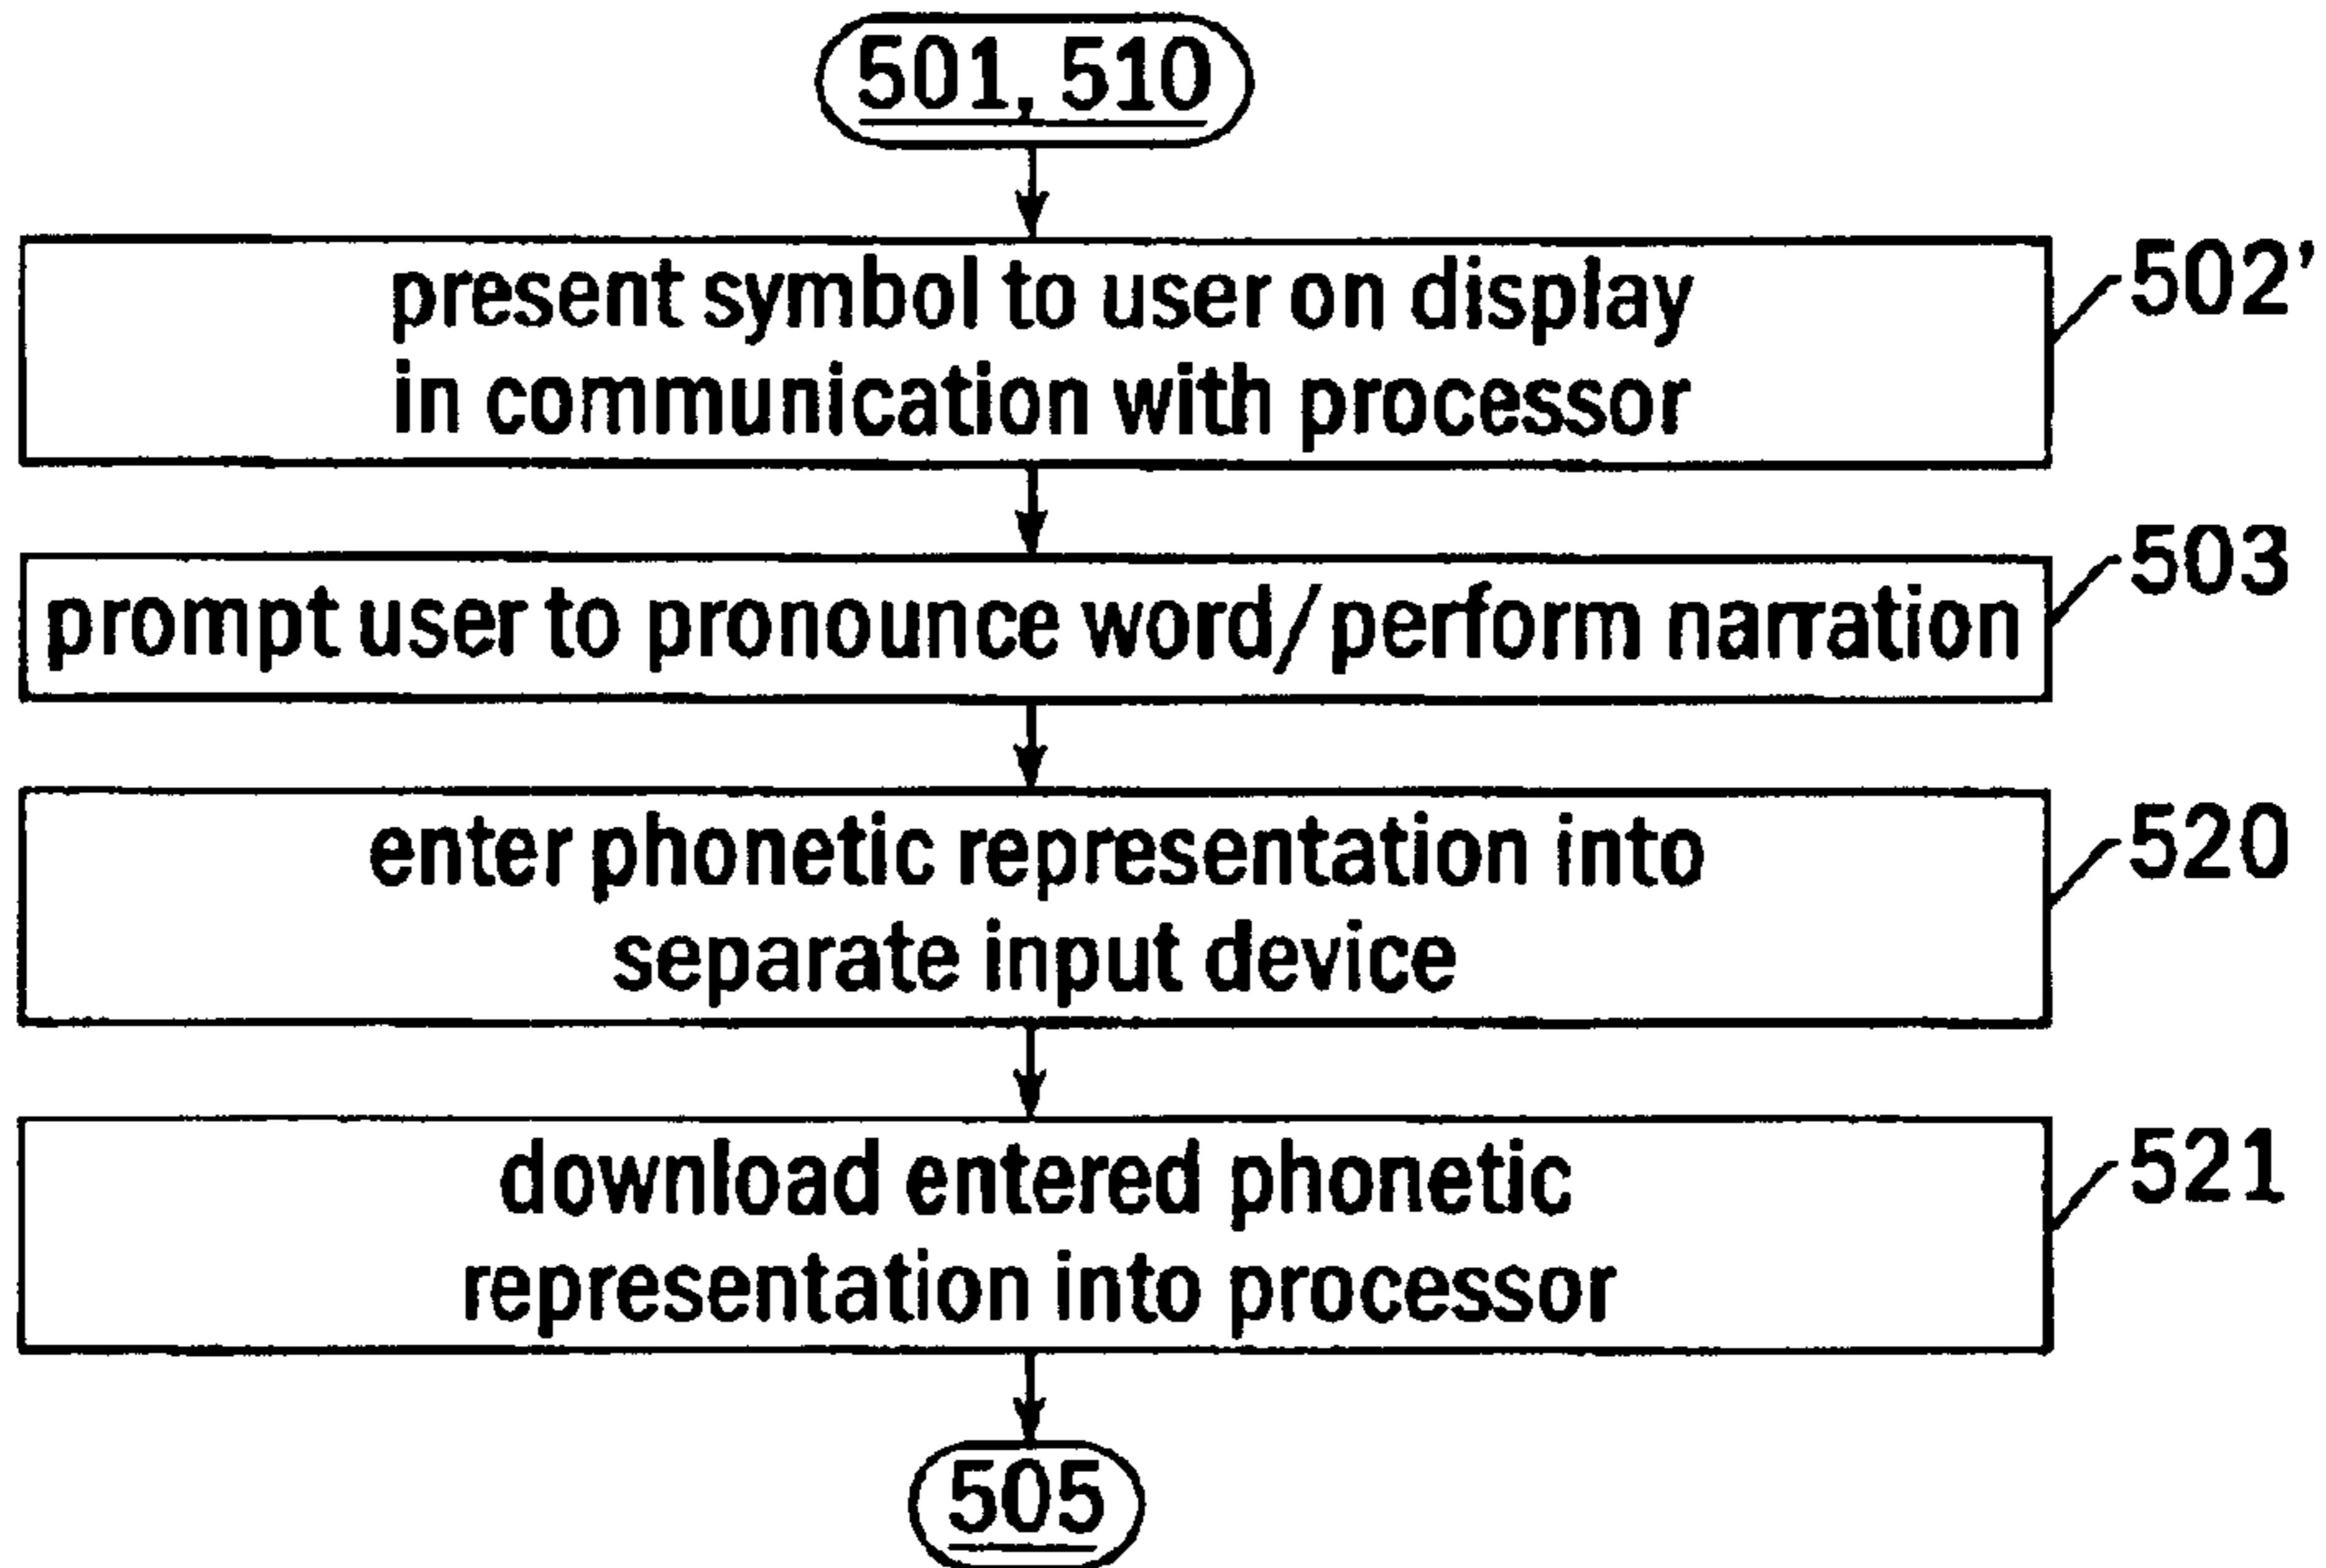 501, 510
present symbol to user on display
in communication with processor
502'
prompt user to pronounce word/perform narration
503
enter phonetic representation into
separate input device
520
download entered phonetic
representation into processor
521
505